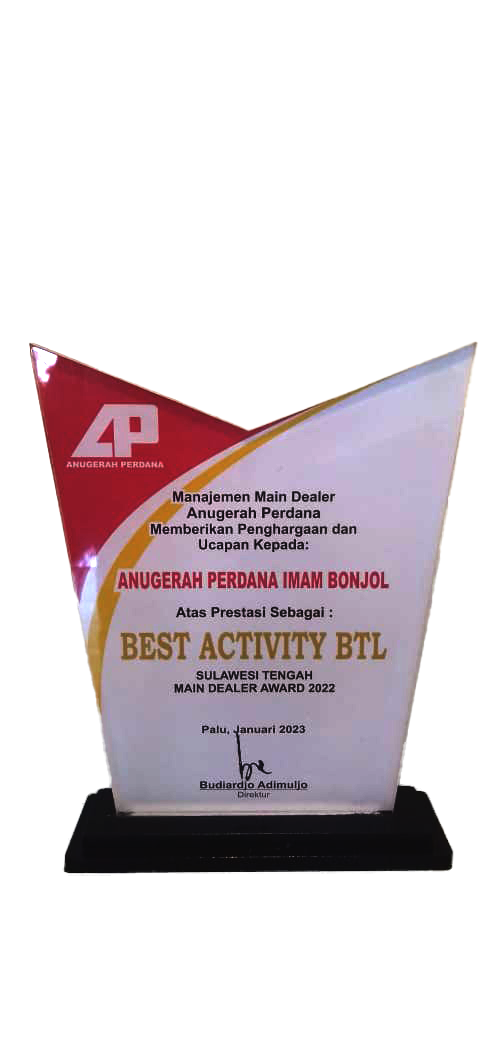 AP
ANUGERAH PERDANA
Manajemen Main Dealer
Anugerah Perdana
Memberikan Penghargaan dan
Ucapan Kepada:
ANUGERAH PERDANA IMAM BONJOL
Atas Prestasi Sebagai :
BEST ACTIVITY BTL
SULAWESI TENGAH
MAIN DEALER AWARD 2022
Palu, Januari 2023
Budiardjo Adimuljo
Direktur